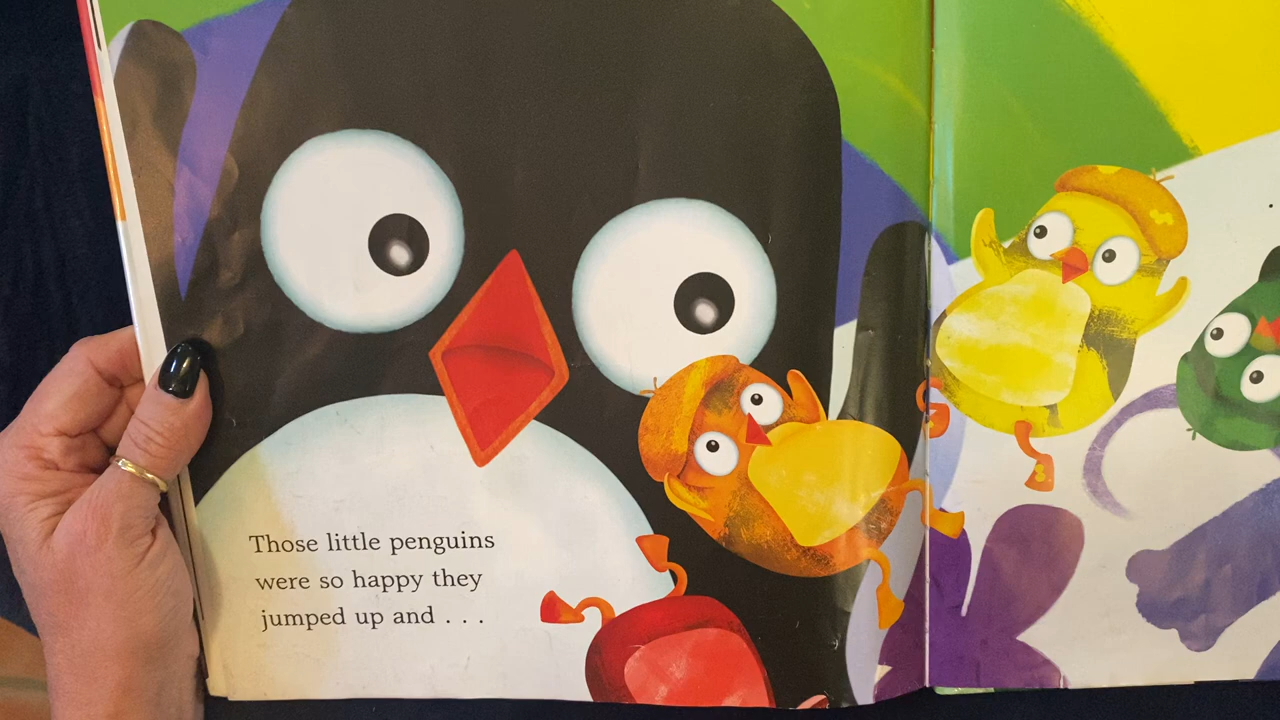 Those little penguins
were so happy they
jumped up and . . .